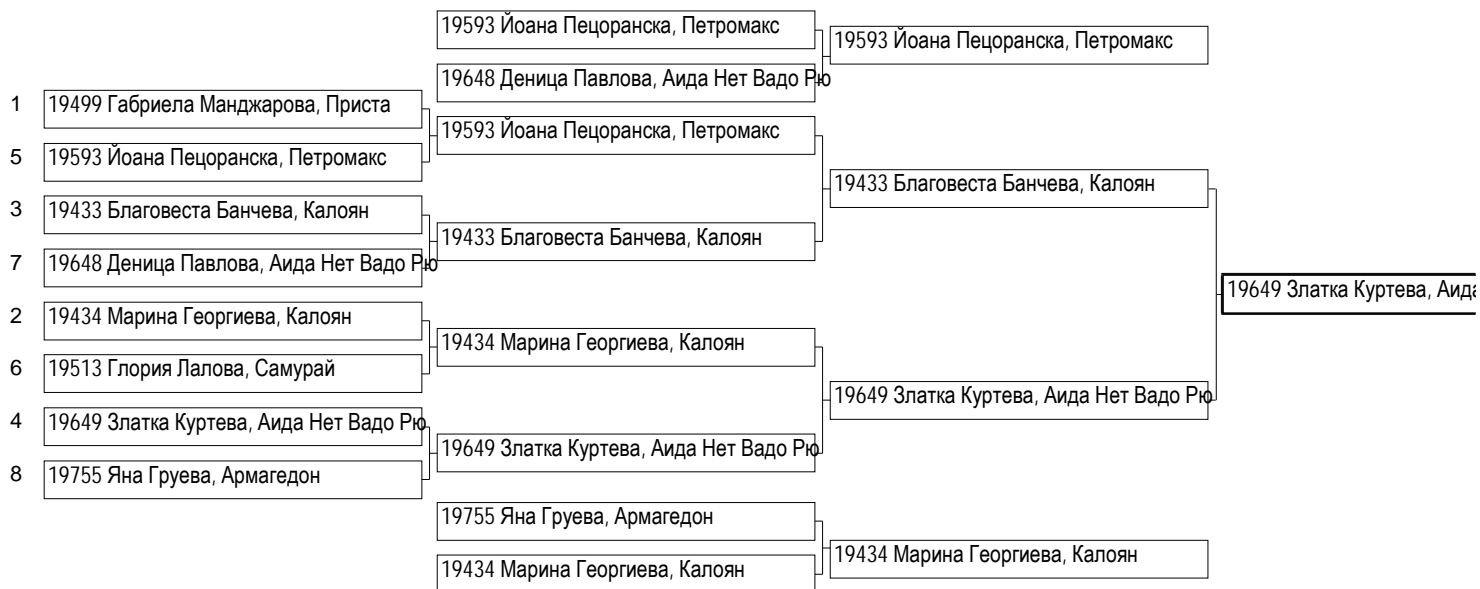 19593 Йоана Пецоранска, Петромакс
19593 Йоана Пецоранска, Петромакс
19648 Деница Павлова, Аида Нет Вадо Рю
1 19499 Габриела Манджарова, Приста
19593 Йоана Пецоранска, Петромакс
5 19593 Йоана Пецоранска, Петромакс
19433 Благовеста Банчева, Калоян
3 19433 Благовеста Банчева, Калоян
19433 Благовеста Банчева, Калоян
7 19648 Деница Павлова, Аида Нет Вадо Рю
19649 Златка Куртева, Аида
2 19434 Марина Георгиева, Калоян
19434 Марина Георгиева, Калоян
6 19513 Глория Лалова, Самурай
19649 Златка Куртева, Аида Нет Вадо Рю
4 19649 Златка Куртева, Аида Нет Вадо Рю
19649 Златка Куртева, Аида Нет Вадо Рю
8 19755 Яна Груева, Армагедон
19755 Яна Груева, Армагедон
19434 Марина Георгиева, Калоян
19434 Марина Георгиева, Калоян